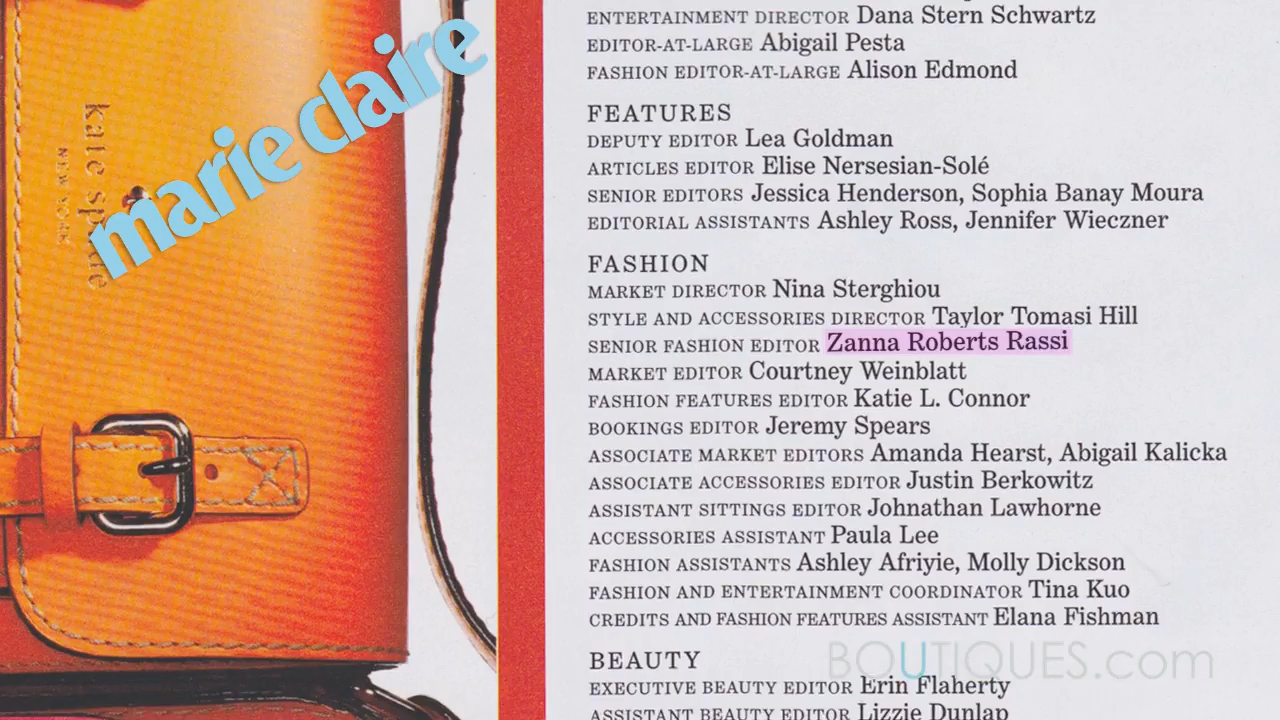 marie claire
kate spade
NEW YORK
ENTERTAINMENT DIRECTOR Dana Stern Schwartz
EDITOR-AT-LARGE Abigail Pesta
FASHION EDITOR-AT-LARGE Alison Edmond
FEATURES
DEPUTY EDITOR Lea Goldman
ARTICLES EDITOR Elise Nersesian-Solé
SENIOR EDITORS Jessica Henderson, Sophia Banay Moura
EDITORIAL ASSISTANTS Ashley Ross, Jennifer Wieczner
FASHION
MARKET DIRECTOR Nina Sterghiou
STYLE AND ACCESSORIES DIRECTOR Taylor Tomasi Hill
SENIOR FASHION EDITOR Zanna Roberts Rassi
MARKET EDITOR Courtney Weinblatt
FASHION FEATURES EDITOR Katie L. Connor
BOOKINGS EDITOR Jeremy Spears
ASSOCIATE MARKET EDITORS Amanda Hearst, Abigail Kalicka
ASSOCIATE ACCESSORIES EDITOR Justin Berkowitz
ASSISTANT SITTINGS EDITOR Johnathan Lawhorne
ACCESSORIES ASSISTANT Paula Lee
FASHION ASSISTANTS Ashley Afriyie, Molly Dickson
FASHION AND ENTERTAINMENT COORDINATOR Tina Kuo
CREDITS AND FASHION FEATURES ASSISTANT Elana Fishman
BEAUTY
EXECUTIVE BEAUTY EDITOR Erin Flaherty
ASSISTANT BEAUTY EDITOR Lizzie Dunlap
BOUTIQUES.com